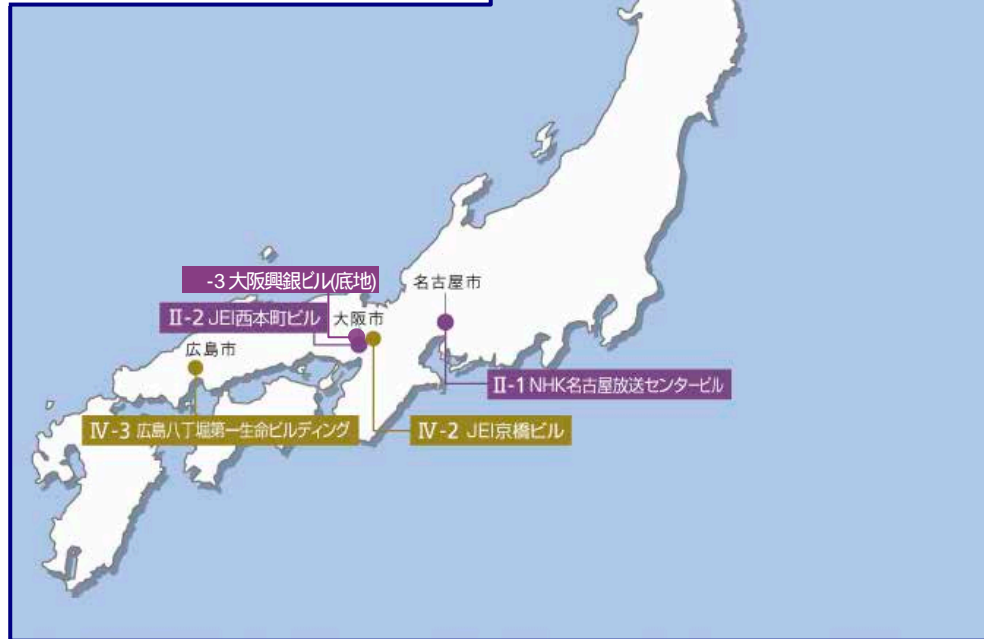 -3 大阪興銀ビル(底地)
名古屋市
Ⅱ-2 JEI西本町ビル
大阪市
広島市
Ⅱ-1 NHK名古屋放送センタービル
Ⅳ-3 広島八丁堀第一生命ビルディング
Ⅳ-2 JEI京橋ビル